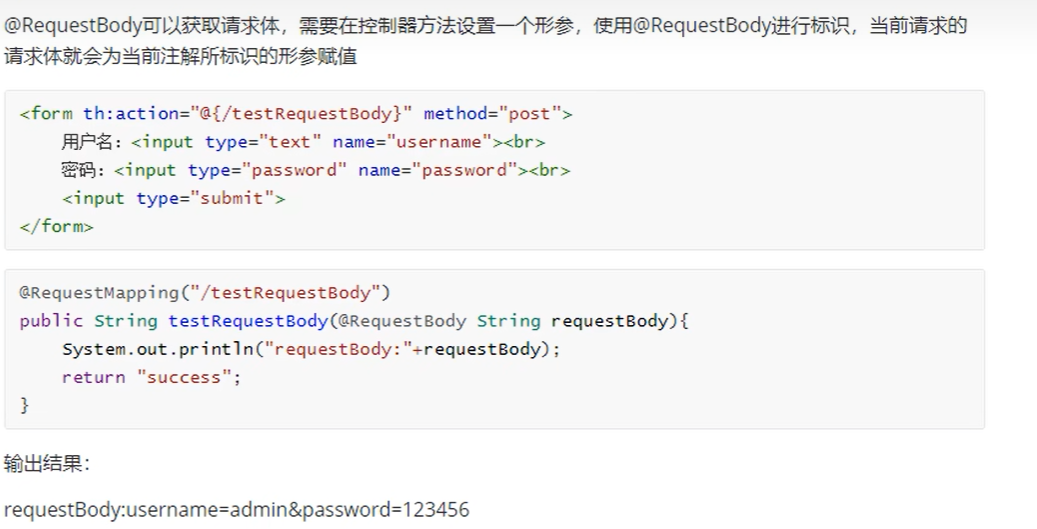 @RequestBody可以获取请求体，需要在控制器方法设置一个形参，使用@RequestBody进行标识，当前请求的
请求体就会为当前注解所标识的形参赋值
<form th:action="@{/testRequestBody}" method="post">
    用户名：<input type="text" name="username"><br>
    密码：<input type="password" name="password"><br>
    <input type="submit">
</form>
@RequestMapping("/testRequestBody")
public String testRequestBody(@RequestBody String requestBody){
    System.out.println("requestBody:"+requestBody);
    return "success";
}
输出结果：
requestBody:username=admin&password=123456